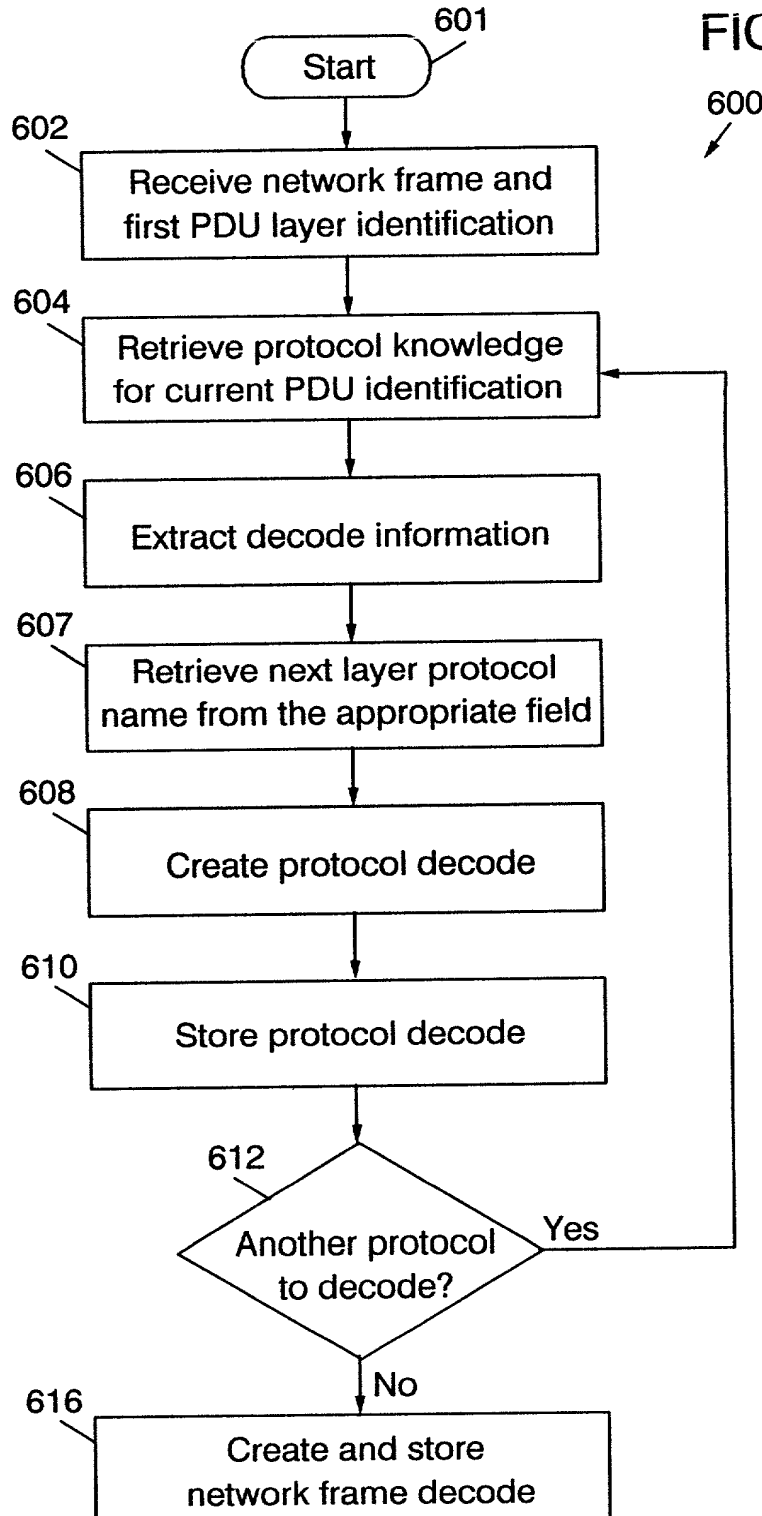 601
Start
600
602
Receive network frame and
first PDU layer identification
604
Retrieve protocol knowledge
for current PDU identification
606
Extract decode information
607
Retrieve next layer protocol
name from the appropriate field
608
Create protocol decode
610
Store protocol decode
612
Another protocol
to decode?
Yes
No
616
Create and store
network frame decode